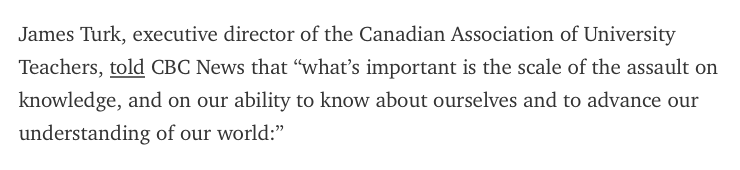 James Turk, executive director of the Canadian Association of University
Teachers, told CBC News that “what’s important is the scale of the assault on
knowledge, and on our ability to know about ourselves and to advance our
understanding of our world:”